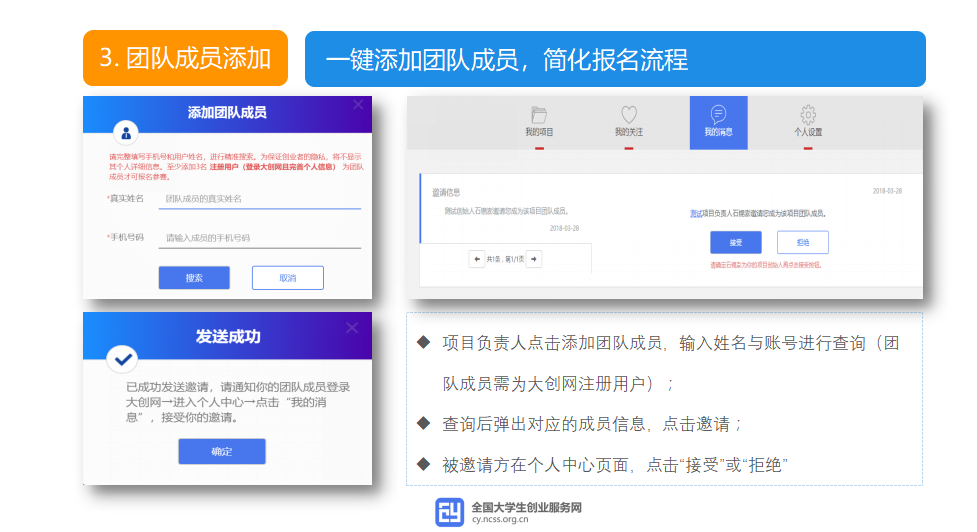 3. 团队成员添加
一键添加团队成员，简化报名流程
添加团队成员
请完整填写手机号和用户姓名，进行精准搜索。为保证创业者的隐私，将不显示
其个人详细信息。至少添加3名 注册用户（登录大创网且完善个人信息） 为团队
成员才可报名参赛。
*真实姓名 团队成员的真实姓名
*手机号码 请输入成员的手机号码
搜索 取消
我的项目 我的关注 我的消息 个人设置
邀请信息
测试创始人石锡家邀请您成为该项目团队成员。
2018-03-28
共1条，第1/1页
2018-03-28
测试项目负责人石锡家邀请您成为该项目团队成员。
接受 拒绝
发送成功
已成功发送邀请，请通知你的团队成员登录
大创网→进入个人中心→点击“我的消
息”，接受你的邀请。
确定
◆ 项目负责人点击添加团队成员，输入姓名与账号进行查询（团
队成员需为大创网注册用户）；
◆ 查询后弹出对应的成员信息，点击邀请；
◆ 被邀请方在个人中心页面，点击“接受”或“拒绝”
全国大学生创业服务网
cy.ncss.org.cn